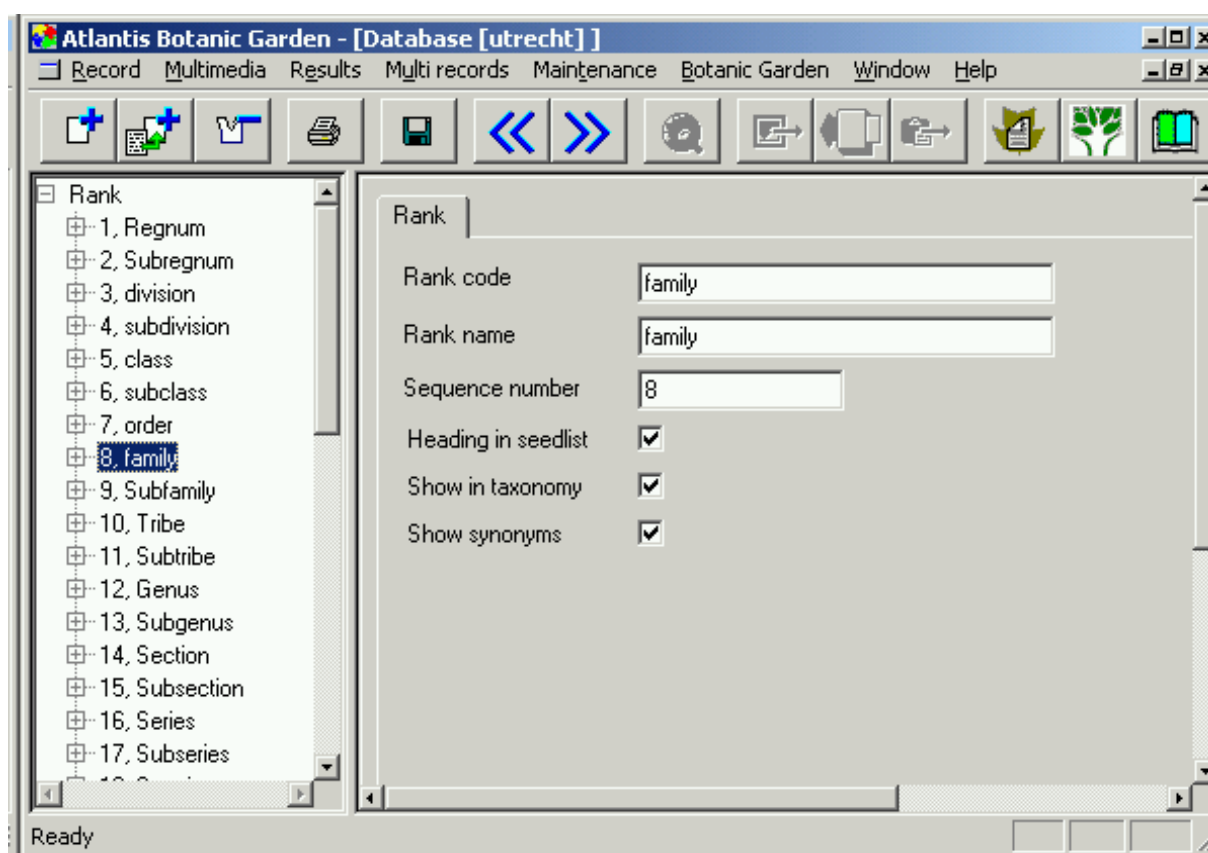 Atlantis Botanic Garden - [Database [utrecht] ]
Record Multimedia Results Multi records Maintenance Botanic Garden Window Help
Rank
1, Regnum
2, Subregnum
3, division
4, subdivision
5, class
6, subclass
7, order
8, family
9, Subfamily
10, Tribe
11, Subtribe
12, Genus
13, Subgenus
14, Section
15, Subsection
16, Series
17, Subseries
Rank
Rank code family
Rank name family
Sequence number 8
Heading in seedlist
Show in taxonomy
Show synonyms
Ready